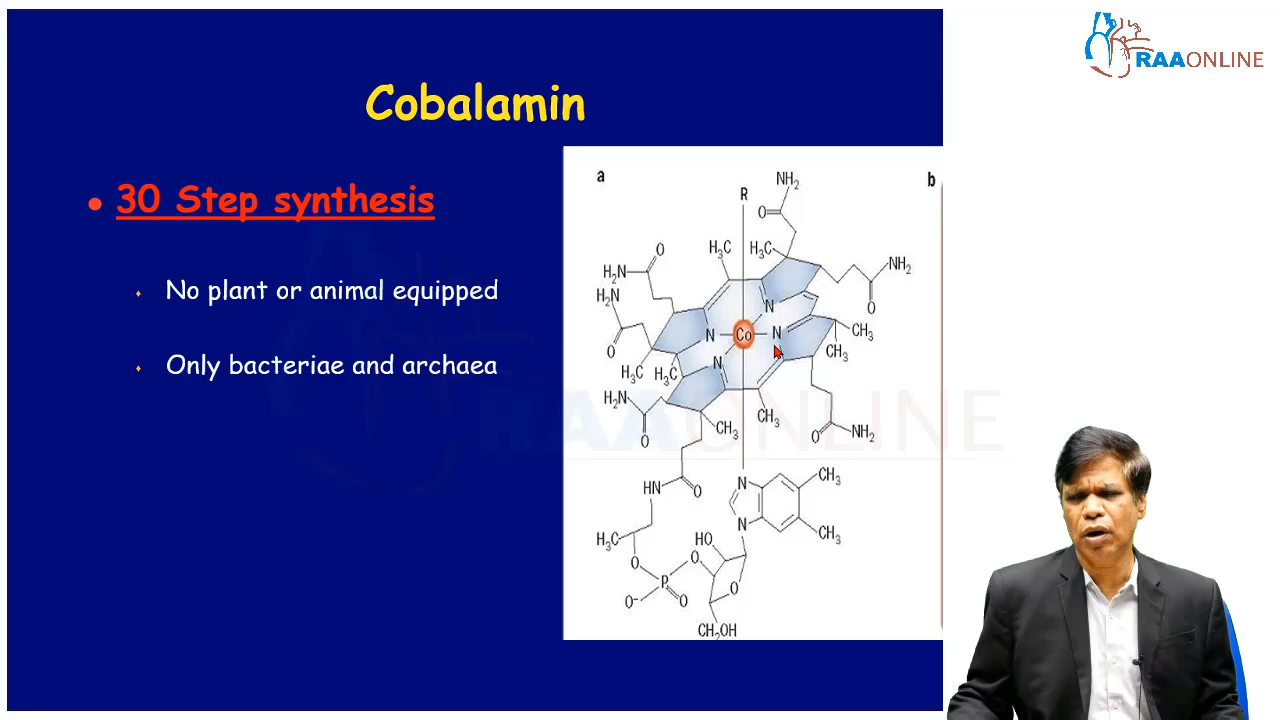 RAAONLINE
Cobalamin
• 30 Step synthesis
No plant or animal equipped
Only bacteriae and archaea
a
b
R
NH₂
O
H₃C
H₃C
O
H₂N
NH₂
H₂N
O
N
O
N
Co
N
CH₃
CH₃
N
H₃C
H₃C
H₂N
O
CH₃
CH₃
O
NH₂
HN
O
N
CH₃
N
CH₃
H₃C
HO
O
O
P
O⁻
O
O
CH₂OH
RAAONLINE